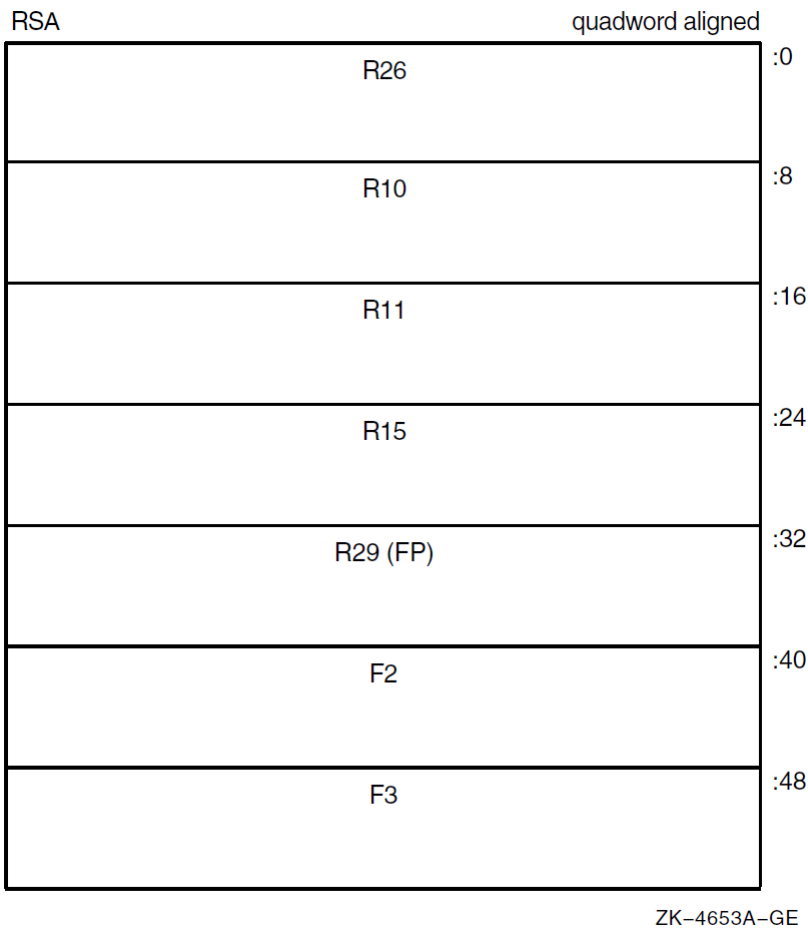 RSA quadword aligned
:0
R26
:8
R10
:16
R11
:24
R15
:32
R29 (FP)
:40
F2
:48
F3
ZK–4653A–GE